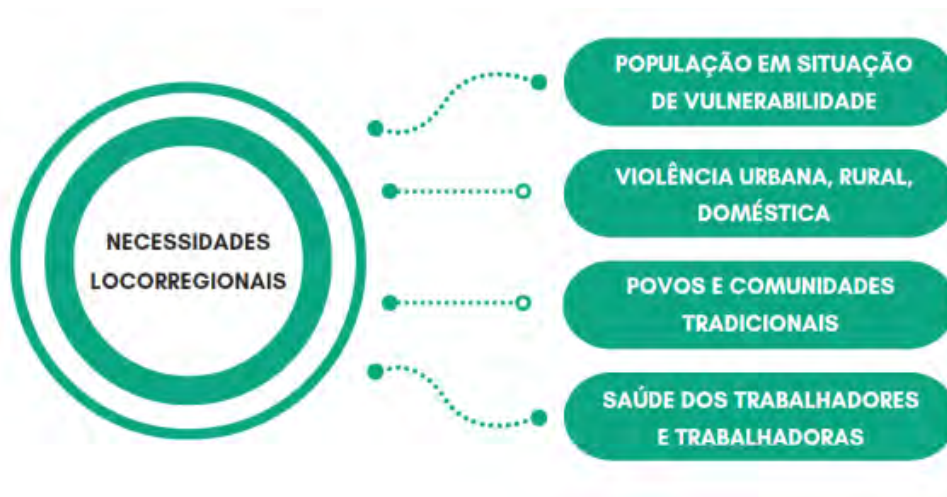 NECESSIDADES
LOCORREGIONAIS
POPULAÇÃO EM SITUAÇÃO
DE VULNERABILIDADE
VIOLÊNCIA URBANA, RURAL,
DOMÉSTICA
POVOS E COMUNIDADES
TRADICIONAIS
SAÚDE DOS TRABALHADORES
E TRABALHADORAS